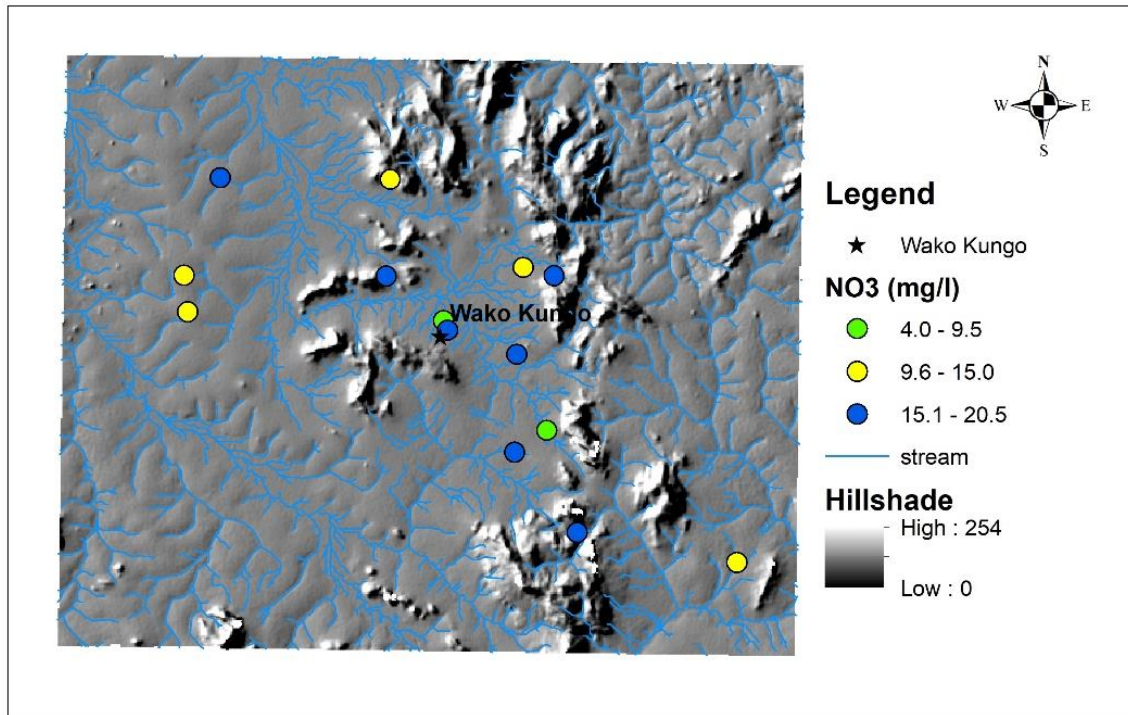 N
W E
S
Legend
Wako Kungo
NO3 (mg/l)
4.0 - 9.5
9.6 - 15.0
15.1 - 20.5
stream
Hillshade
High : 254
Low : 0
Wako Kungo